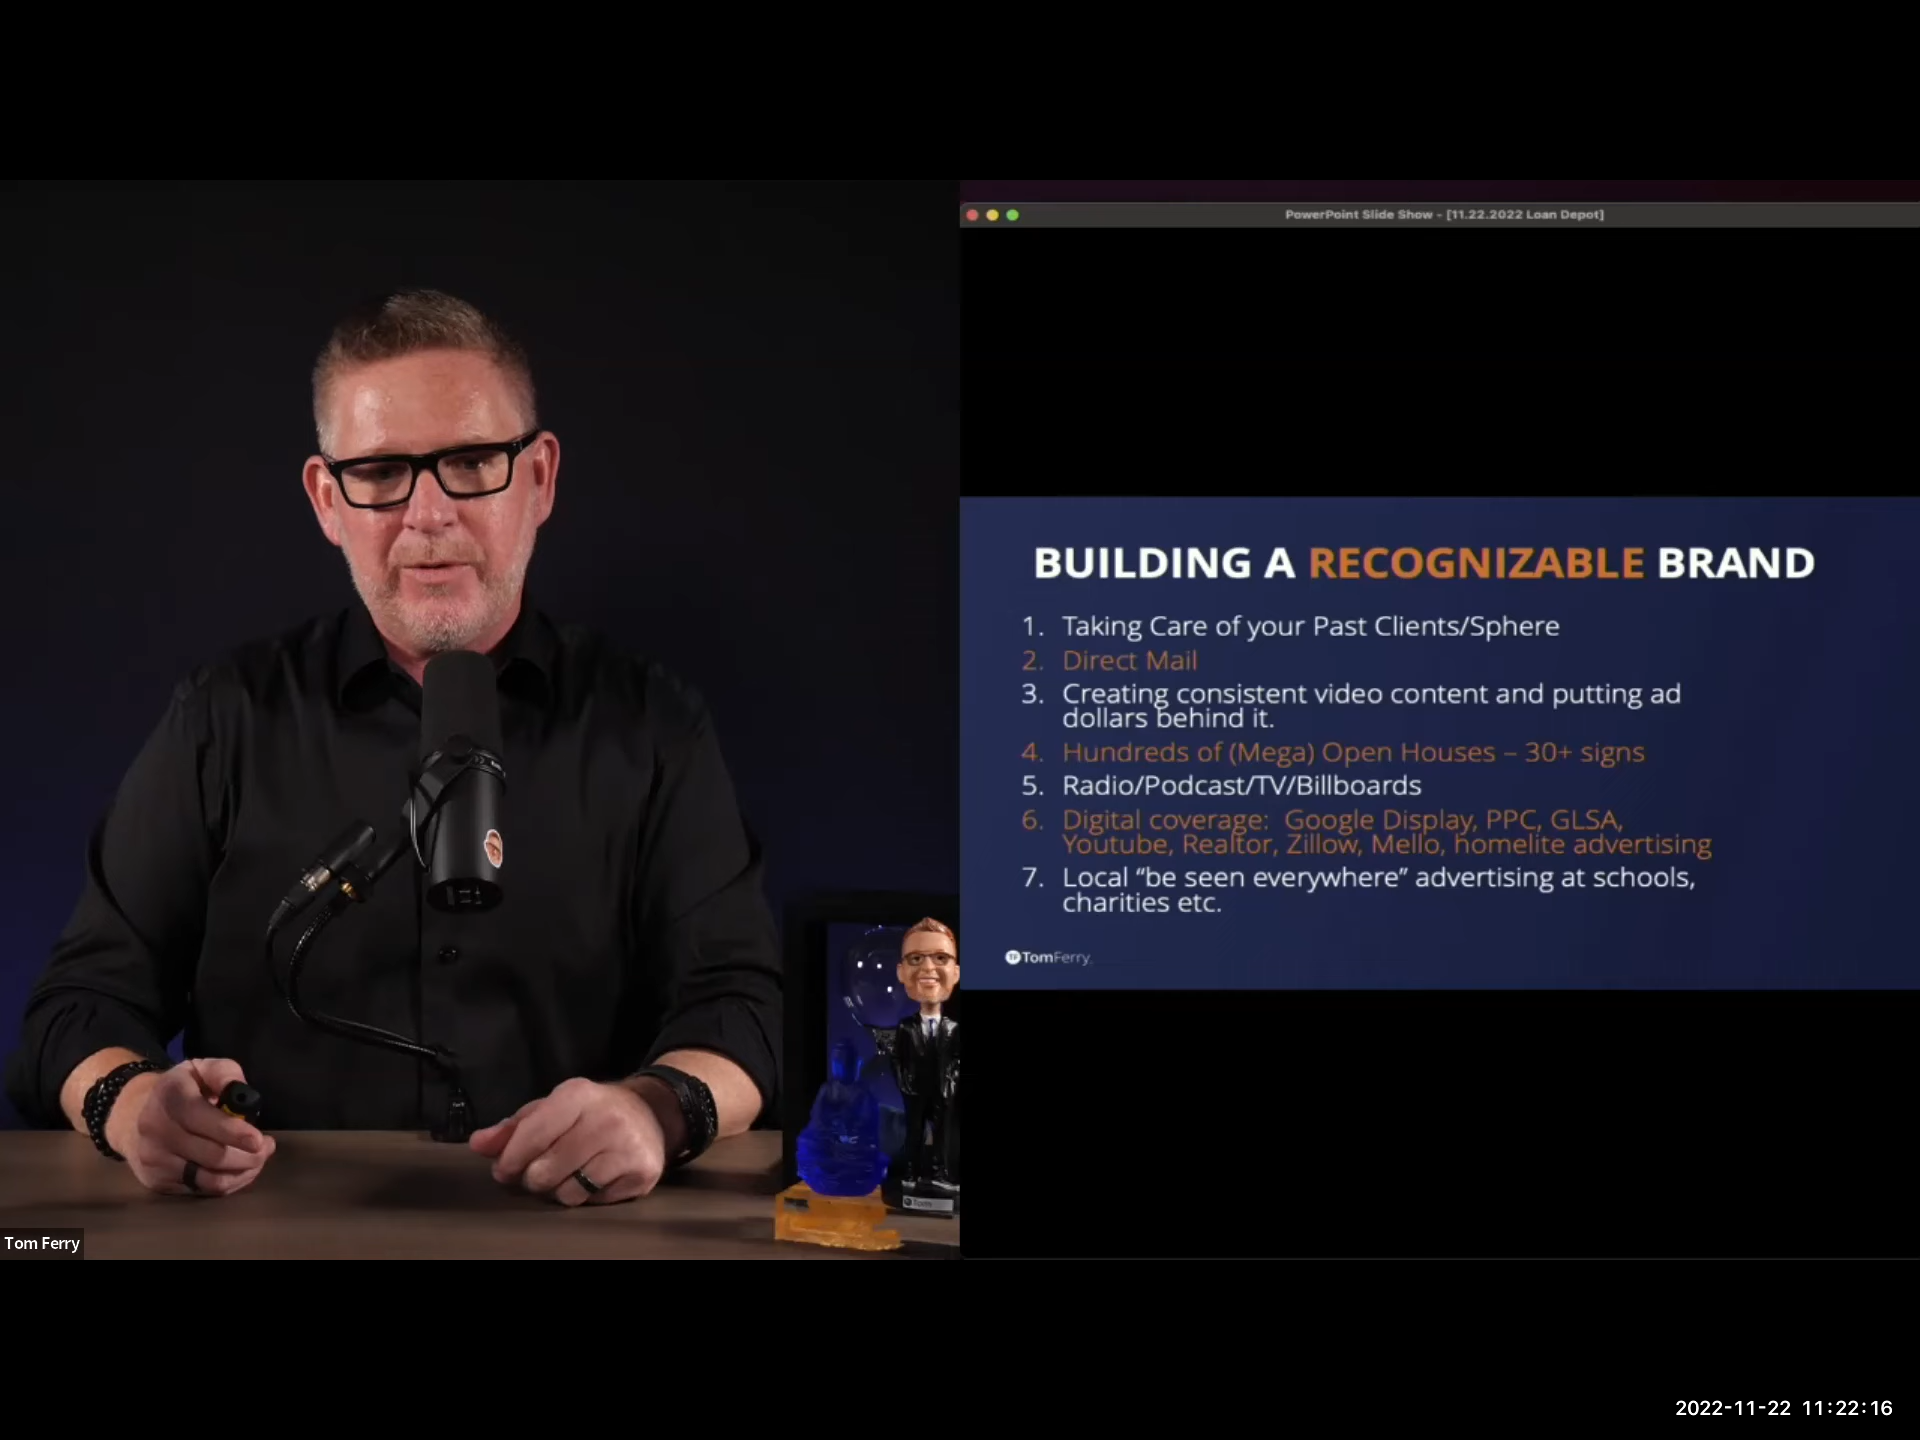 PowerPoint Slide Show - [11.22.2022 Loan Depot]
BUILDING A RECOGNIZABLE BRAND
1. Taking Care of your Past Clients/Sphere
2. Direct Mail
3. Creating consistent video content and putting ad
dollars behind it.
4. Hundreds of (Mega) Open Houses – 30+ signs
5. Radio/Podcast/TV/Billboards
6. Digital coverage: Google Display, PPC, GLSA,
Youtube, Realtor, Zillow, Mello, homelite advertising
7. Local “be seen everywhere” advertising at schools,
charities etc.
TF TomFerry
Tom
Tom Ferry
2022-11-22 11:22:16